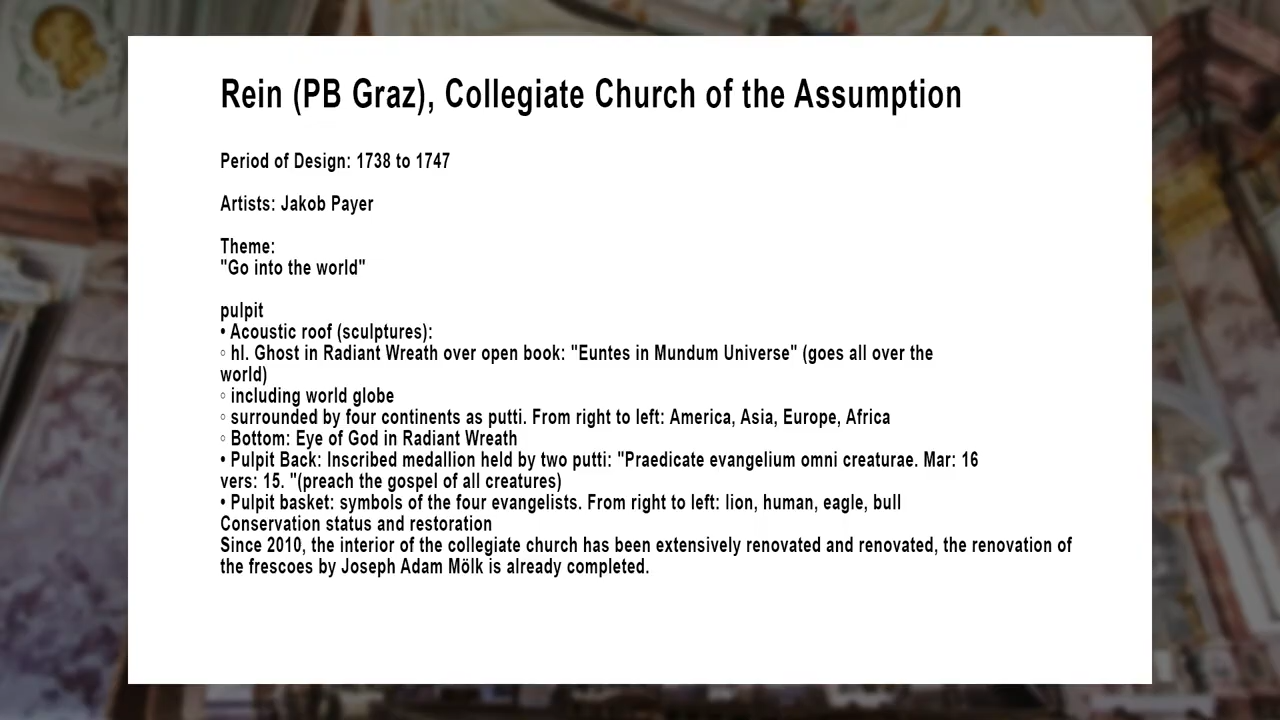 Rein (PB Graz), Collegiate Church of the Assumption
Period of Design: 1738 to 1747
Artists: Jakob Payer
Theme:
"Go into the world"
pulpit
• Acoustic roof (sculptures):
◦ hl. Ghost in Radiant Wreath over open book: "Euntes in Mundum Universe" (goes all over the
world)
◦ including world globe
◦ surrounded by four continents as putti. From right to left: America, Asia, Europe, Africa
◦ Bottom: Eye of God in Radiant Wreath
• Pulpit Back: Inscribed medallion held by two putti: "Praedicate evangelium omni creaturae. Mar: 16
vers: 15. "(preach the gospel of all creatures)
• Pulpit basket: symbols of the four evangelists. From right to left: lion, human, eagle, bull
Conservation status and restoration
Since 2010, the interior of the collegiate church has been extensively renovated and renovated, the renovation of
the frescoes by Joseph Adam Mölk is already completed.